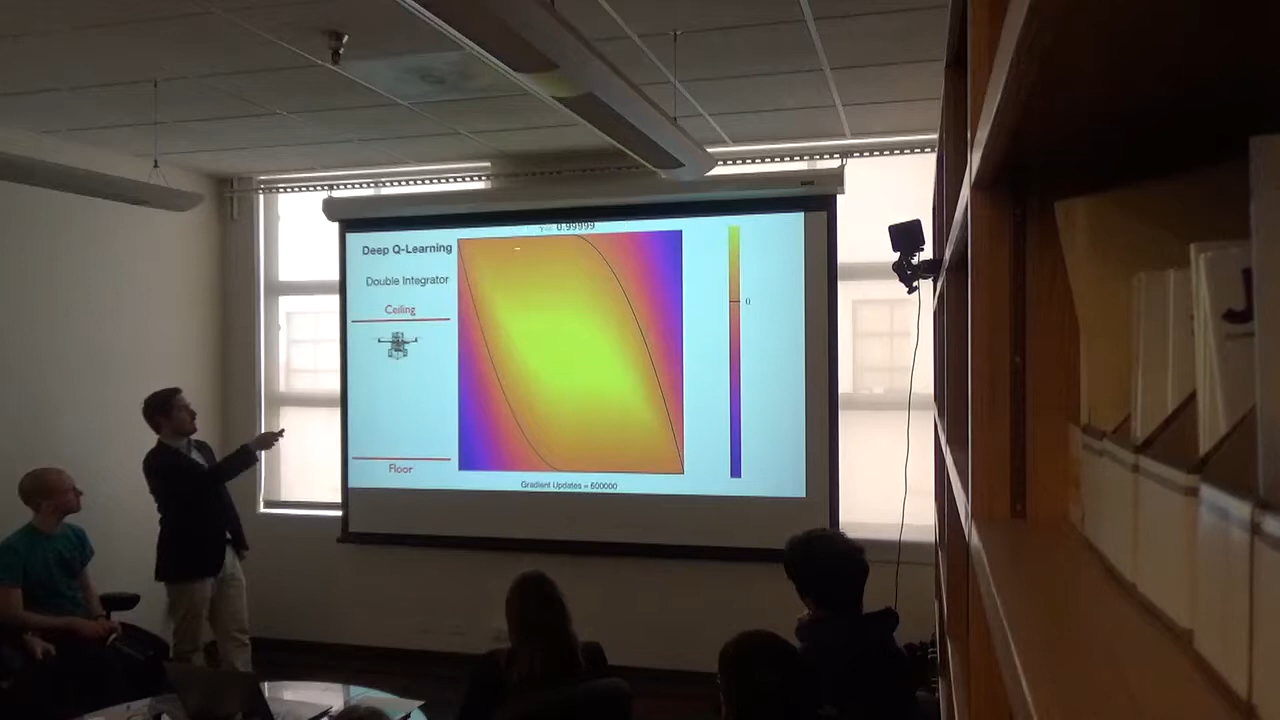 γ = 0.99999
Deep Q-Learning
Double Integrator
Ceiling
0
Floor
Gradient Updates = 600000
J